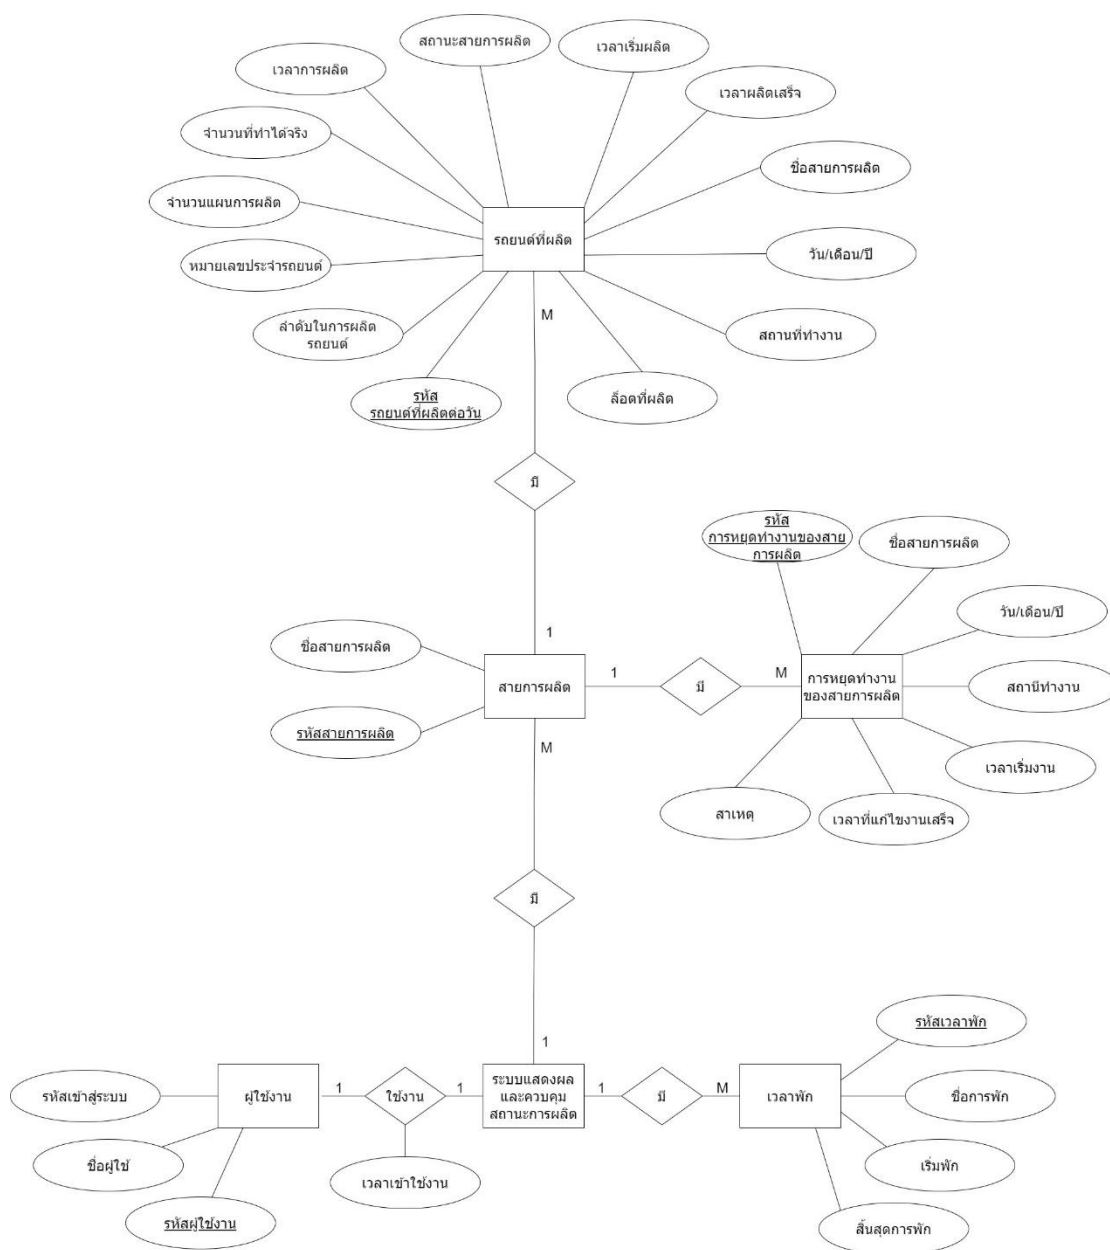 สถานะสายการผลิต
เวลาเริ่มผลิต
เวลาการผลิต
เวลาผลิตเสร็จ
จำนวนที่ทำได้จริง
ชื่อสายการผลิต
จำนวนแผนการผลิต
รถยนต์ที่ผลิต
หมายเลขประจำรถยนต์
วัน/เดือน/ปี
ลำดับในการผลิต
รถยนต์
M
สถานที่ทำงาน
รหัส
รถยนต์ที่ผลิตต่อวัน
ล็อตที่ผลิต
มี
รหัส
การหยุดทำงานของสาย
การผลิต
ชื่อสายการผลิต
วัน/เดือน/ปี
1
ชื่อสายการผลิต
สายการผลิต
1
มี
M
การหยุดทำงาน
ของสายการผลิต
สถานีทำงาน
รหัสสายการผลิต
M
เวลาเริ่มงาน
สาเหตุ
เวลาที่แก้ไขงานเสร็จ
มี
1
รหัสเวลาพัก
รหัสเข้าสู่ระบบ
ผู้ใช้งาน
1
ใช้งาน
1
ระบบแสดงผล
และควบคุม
สถานะการผลิต
1
มี
M
เวลาพัก
ชื่อการพัก
ชื่อผู้ใช้
เวลาเข้าใช้งาน
เริ่มพัก
รหัสผู้ใช้งาน
สิ้นสุดการพัก